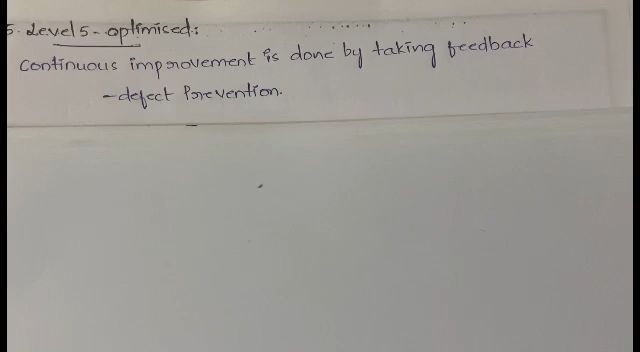 5. Level 5 - optimised:
continuous improvement is done by taking feedback
- defect Prevention.